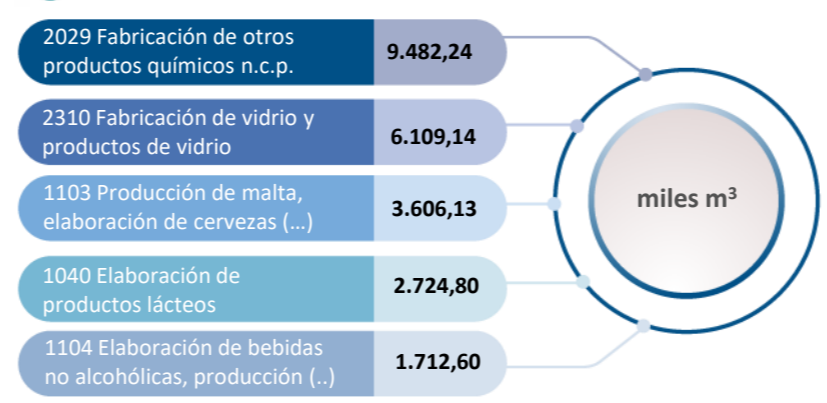 2029 Fabricación de otros
productos químicos n.c.p.
9.482,24
2310 Fabricación de vidrio y
productos de vidrio
6.109,14
1103 Producción de malta,
elaboración de cervezas (…)
3.606,13
1040 Elaboración de
productos lácteos
2.724,80
1104 Elaboración de bebidas
no alcohólicas, producción (..)
1.712,60
miles m³